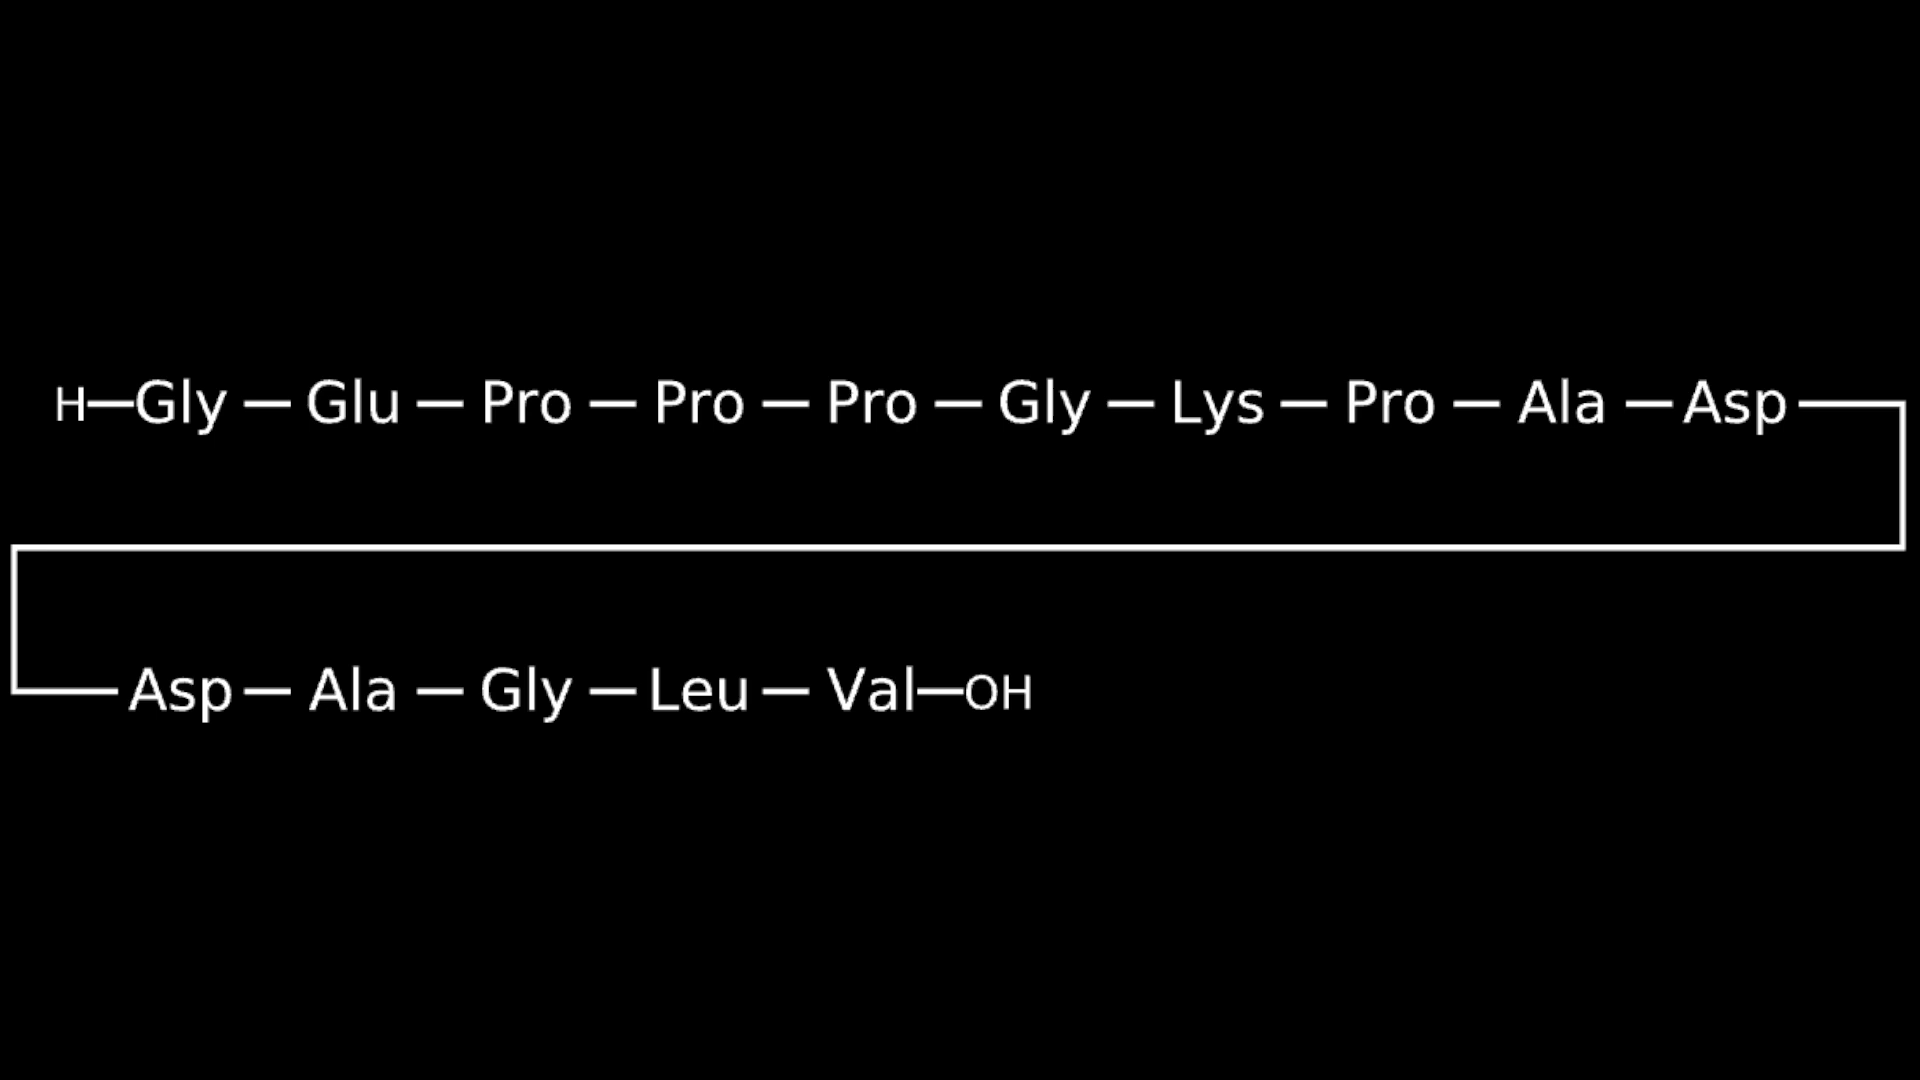 H—Gly — Glu — Pro — Pro — Pro — Gly — Lys — Pro — Ala — Asp
Asp — Ala — Gly — Leu — Val—OH